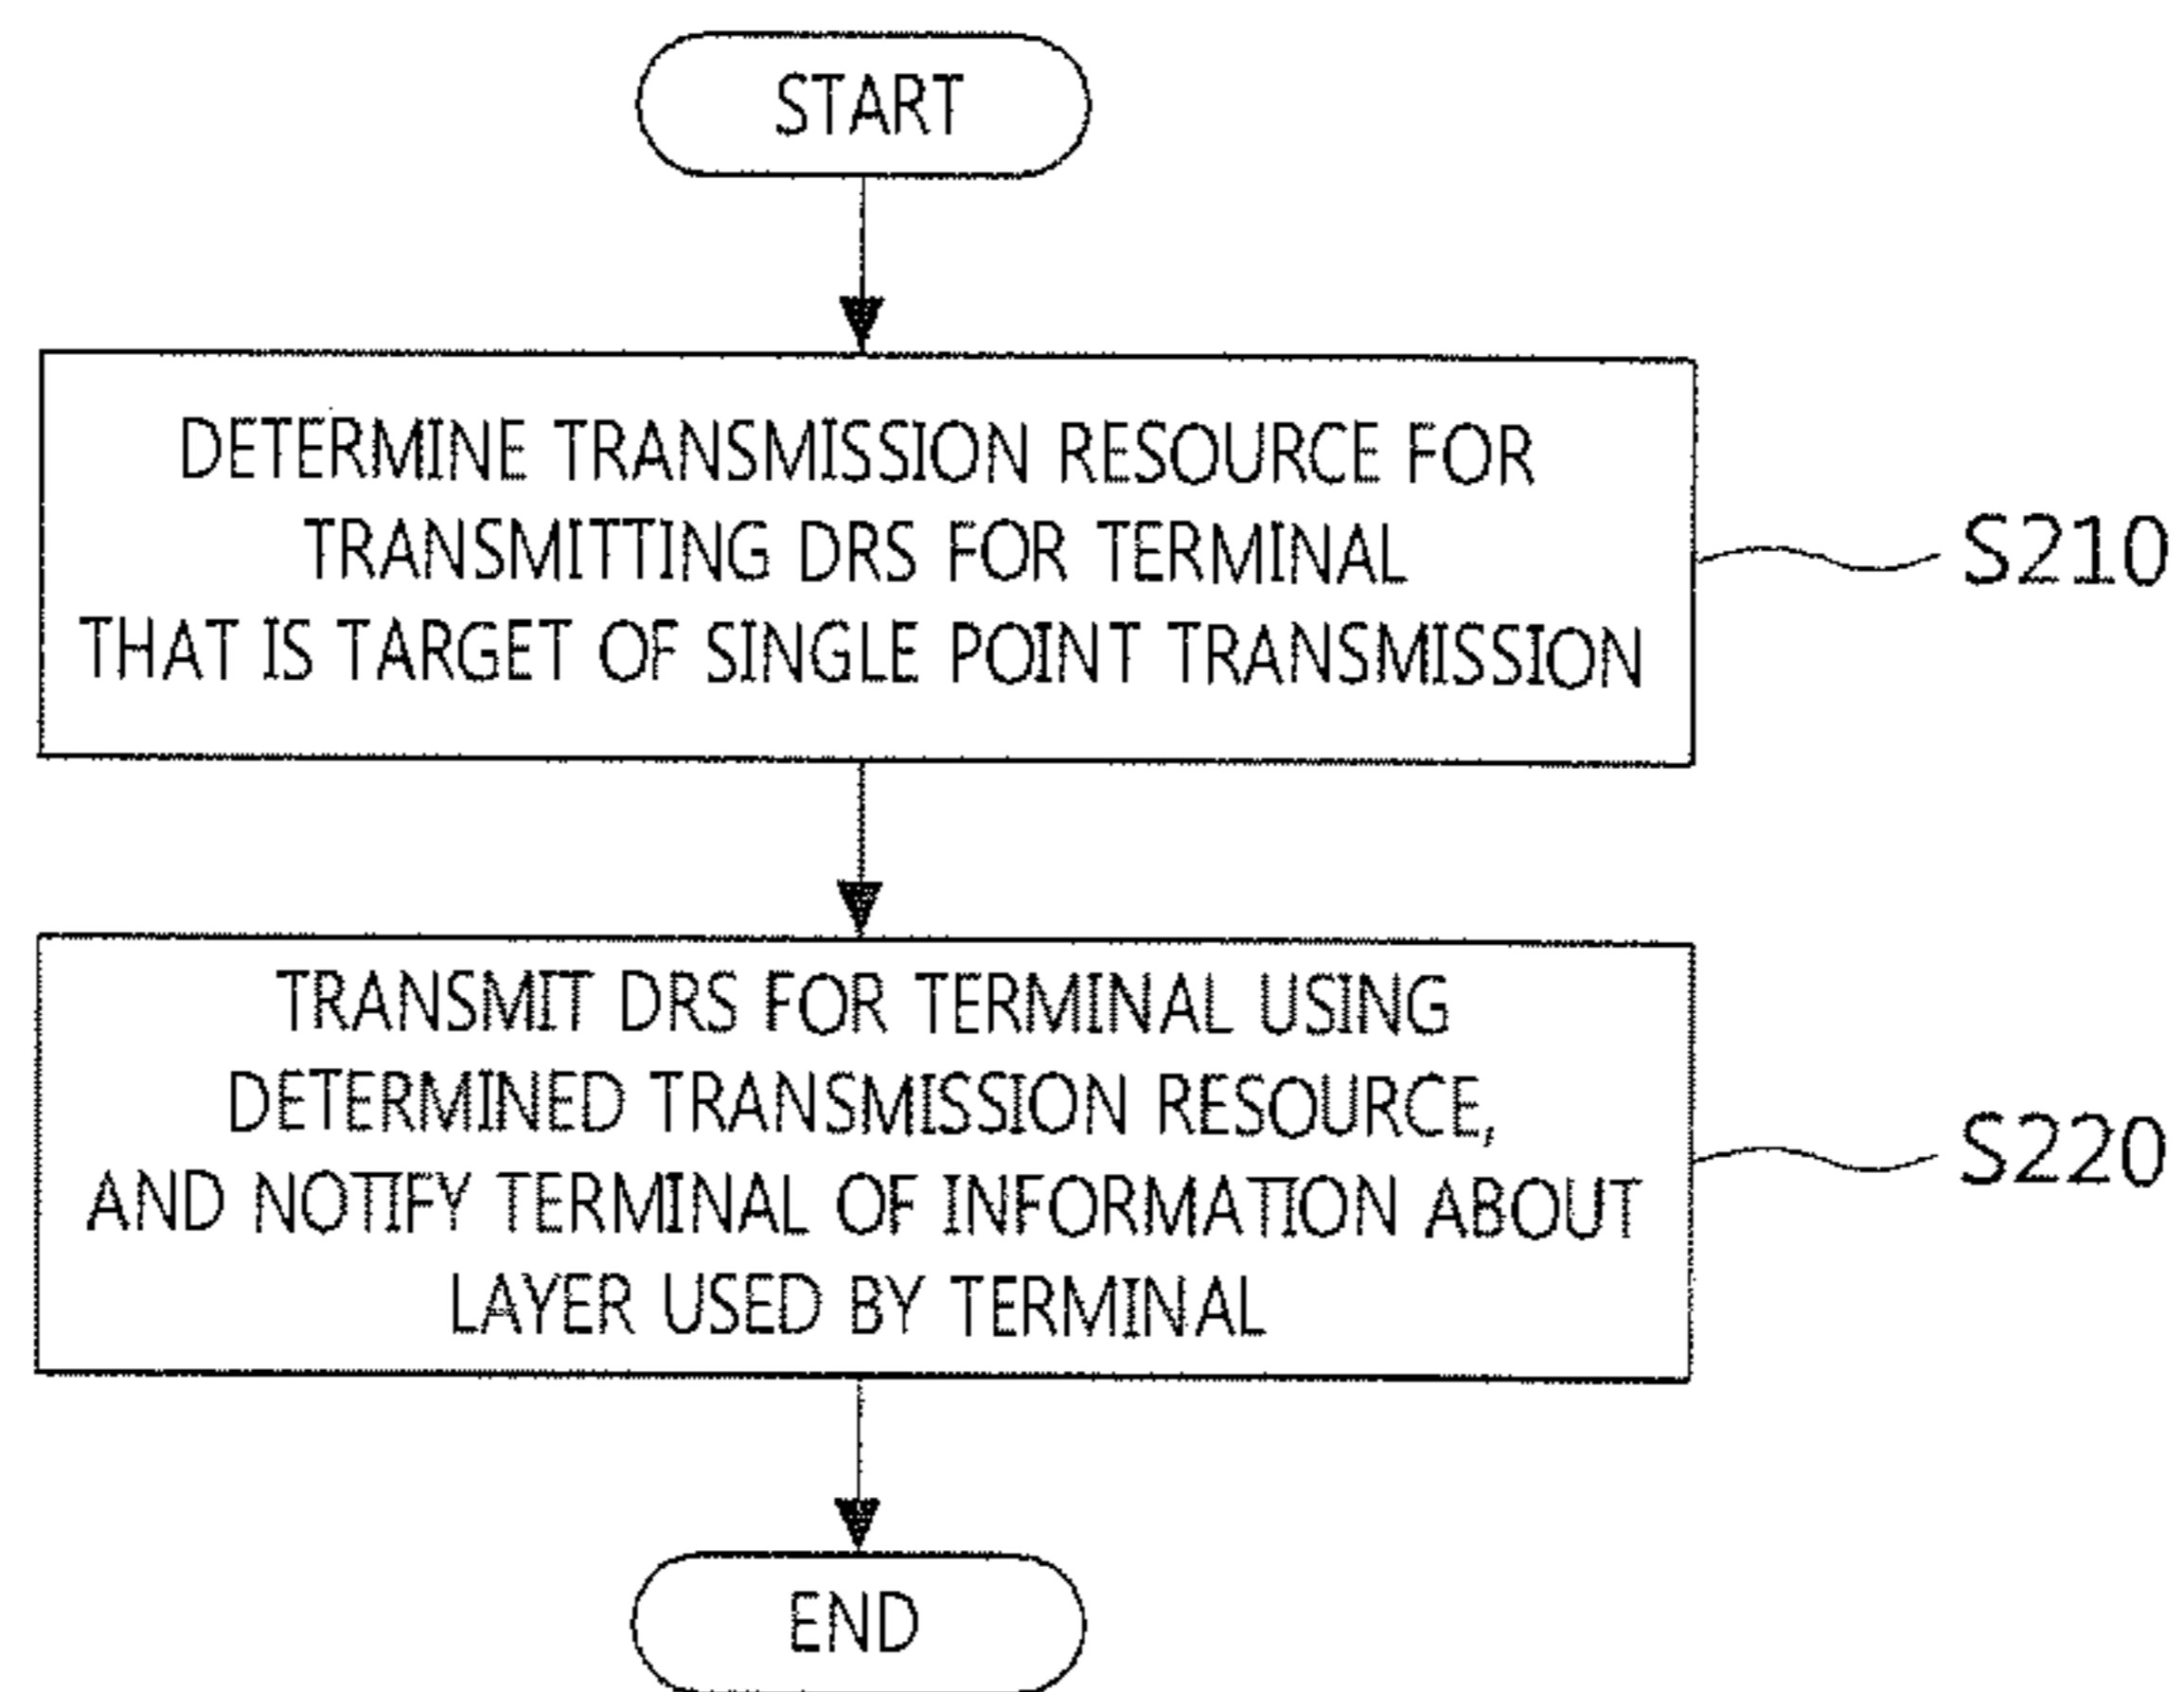 START
DETERMINE TRANSMISSION RESOURCE FOR
TRANSMITTING DRS FOR TERMINAL
THAT IS TARGET OF SINGLE POINT TRANSMISSION
S210
TRANSMIT DRS FOR TERMINAL USING
DETERMINED TRANSMISSION RESOURCE,
AND NOTIFY TERMINAL OF INFORMATION ABOUT
LAYER USED BY TERMINAL
S220
END